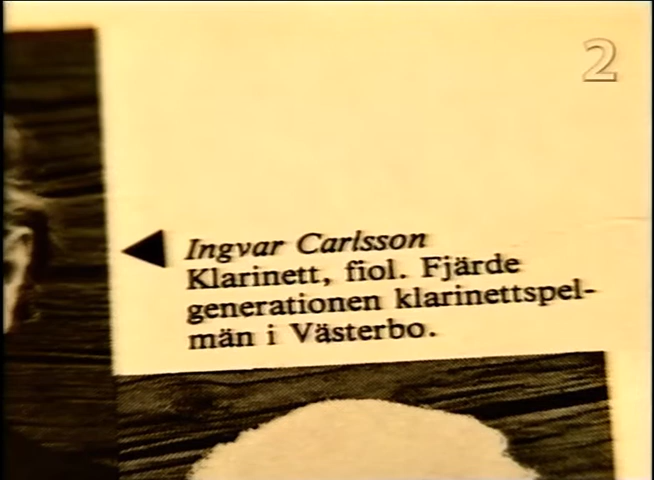 2
Ingvar Carlsson
Klarinett, fiol. Fjärde
generationen klarinettspel-
män i Västerbo.